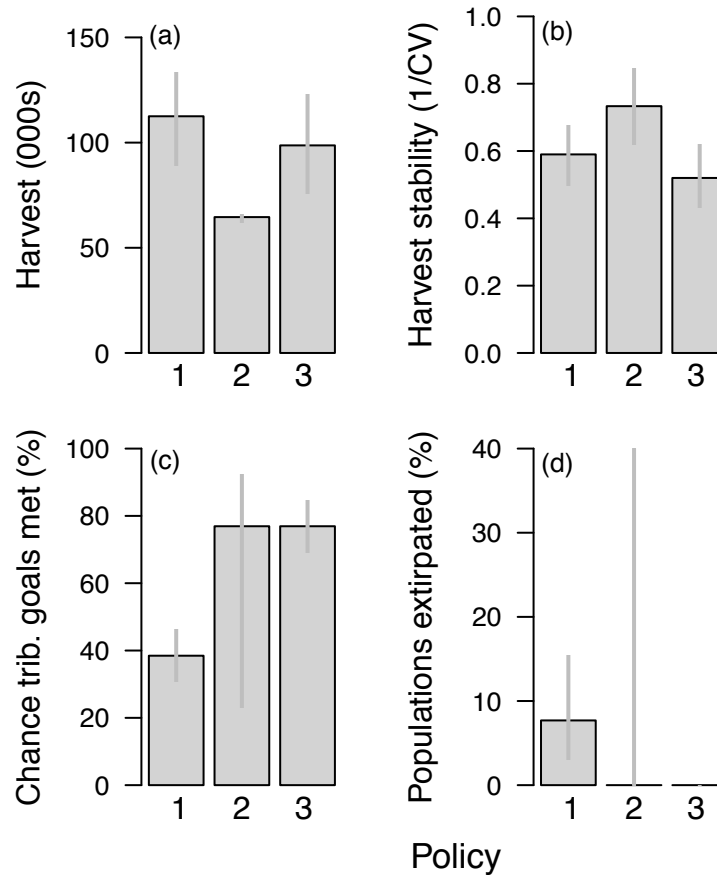 (a)
Harvest (000s)
150
100
50
0
1 2 3
(b)
Harvest stability (1/CV)
1.0
0.8
0.6
0.4
0.2
0.0
1 2 3
(c)
Chance trib. goals met (%)
100
80
60
40
20
0
1 2 3
(d)
Populations extirpated (%)
40
30
20
10
0
1 2 3
Policy